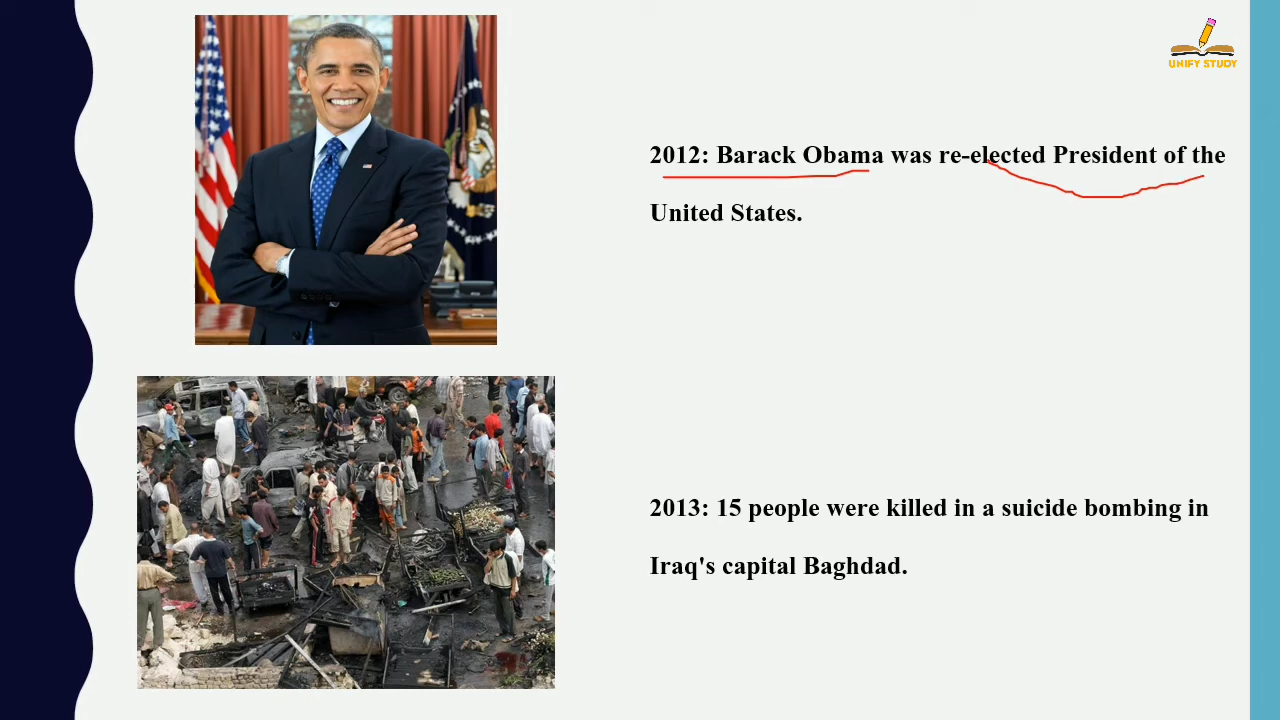 UNIFY STUDY
2012: Barack Obama was re-elected President of the
United States.
2013: 15 people were killed in a suicide bombing in
Iraq's capital Baghdad.